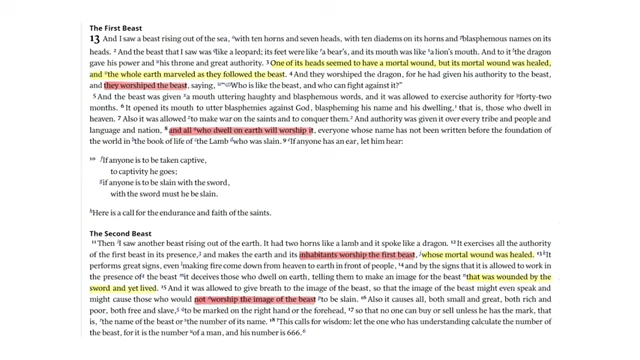 The First Beast
13 And I saw a beast rising out of the sea, with ten horns and seven heads, with ten diadems on its horns and blasphemous names on its
heads. 2 And the beast that I saw was like a leopard; its feet were like a bear's, and its mouth was like a lion's mouth. And to it the dragon
gave his power and his throne and great authority. 3 One of its heads seemed to have a mortal wound, but its mortal wound was healed,
and the whole earth marveled as they followed the beast. 4 And they worshiped the dragon, for he had given his authority to the beast,
and they worshiped the beast, saying, "Who is like the beast, and who can fight against it?"
5 And the beast was given a mouth uttering haughty and blasphemous words, and it was allowed to exercise authority for forty-two
months. 6 It opened its mouth to utter blasphemies against God, blaspheming his name and his dwelling, that is, those who dwell in
heaven. 7 Also it was allowed to make war on the saints and to conquer them. And authority was given it over every tribe and people and
language and nation, 8 and all who dwell on earth will worship it, everyone whose name has not been written before the foundation of
the world in the book of life of the Lamb who was slain. 9 If anyone has an ear, let him hear:
10 If anyone is to be taken captive,
to captivity he goes;
if anyone is to be slain with the sword,
with the sword must he be slain.
Here is a call for the endurance and faith of the saints.
The Second Beast
11 Then I saw another beast rising out of the earth. It had two horns like a lamb and it spoke like a dragon. 12 It exercises all the authority
of the first beast in its presence, and makes the earth and its inhabitants worship the first beast, whose mortal wound was healed. 13 It
performs great signs, even making fire come down from heaven to earth in front of people, 14 and by the signs that it is allowed to work in
the presence of the beast it deceives those who dwell on earth, telling them to make an image for the beast that was wounded by the
sword and yet lived. 15 And it was allowed to give breath to the image of the beast, so that the image of the beast might even speak and
might cause those who would not worship the image of the beast to be slain. 16 Also it causes all, both small and great, both rich and
poor, both free and slave, to be marked on the right hand or the forehead, 17 so that no one can buy or sell unless he has the mark, that
is, the name of the beast or the number of its name. 18 This calls for wisdom: let the one who has understanding calculate the number of
the beast, for it is the number of a man, and his number is 666.